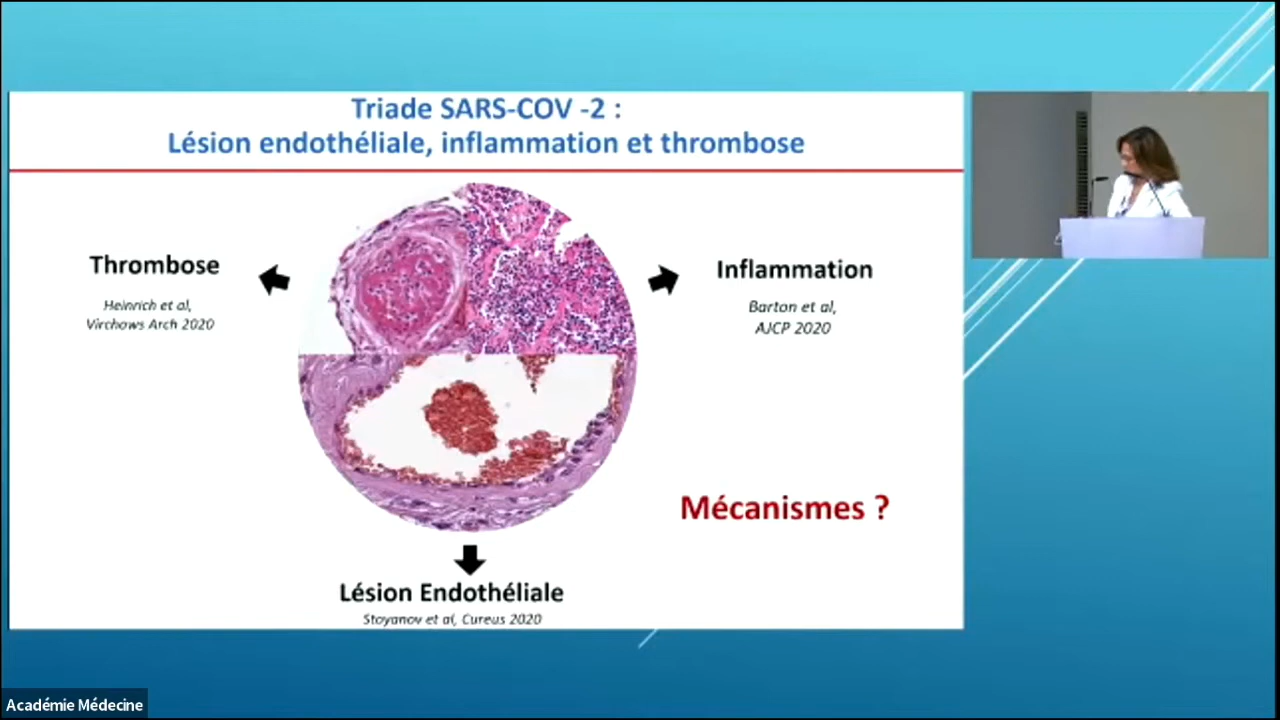 Triade SARS-COV -2 :
Lésion endothéliale, inflammation et thrombose
Thrombose
Heinrich et al,
Virchows Arch 2020
Inflammation
Barton et al,
AJCP 2020
Mécanismes ?
Lésion Endothéliale
Stoyanov et al, Cureus 2020
Académie Médecine